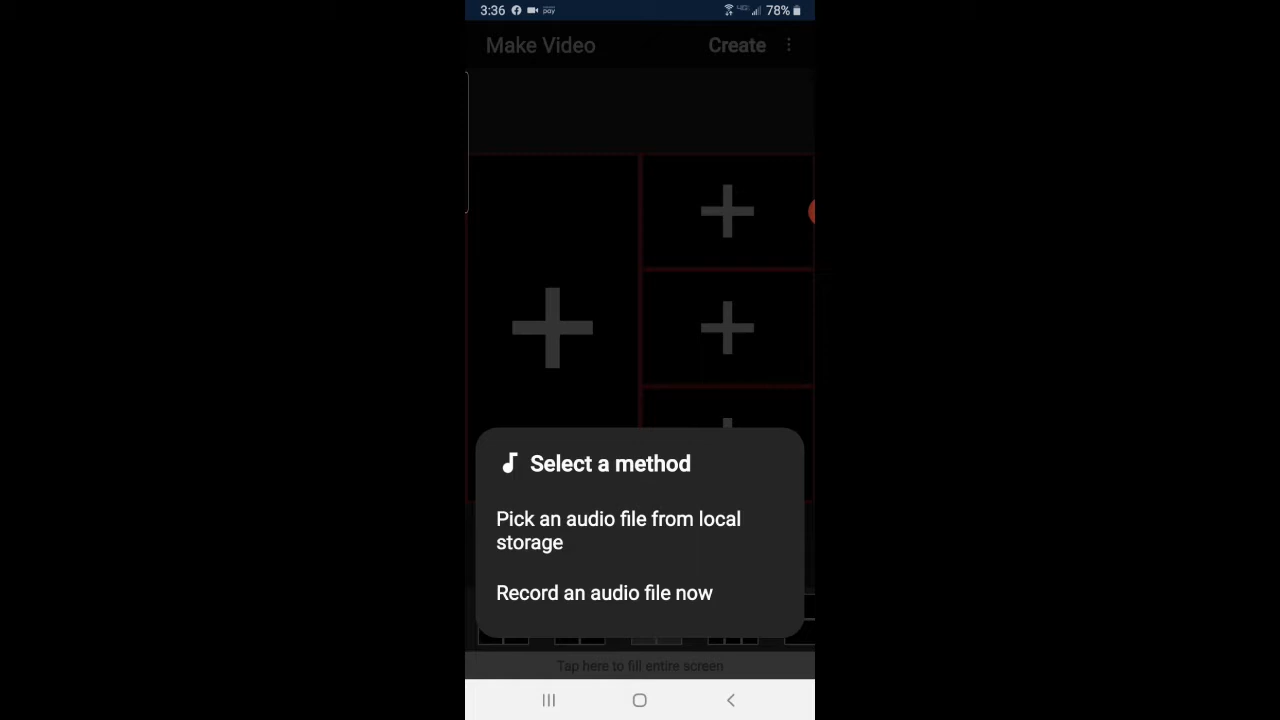 3:36 pay 78%
Make Video Create
Select a method
Pick an audio file from local
storage
Record an audio file now
Tap here to fill entire screen